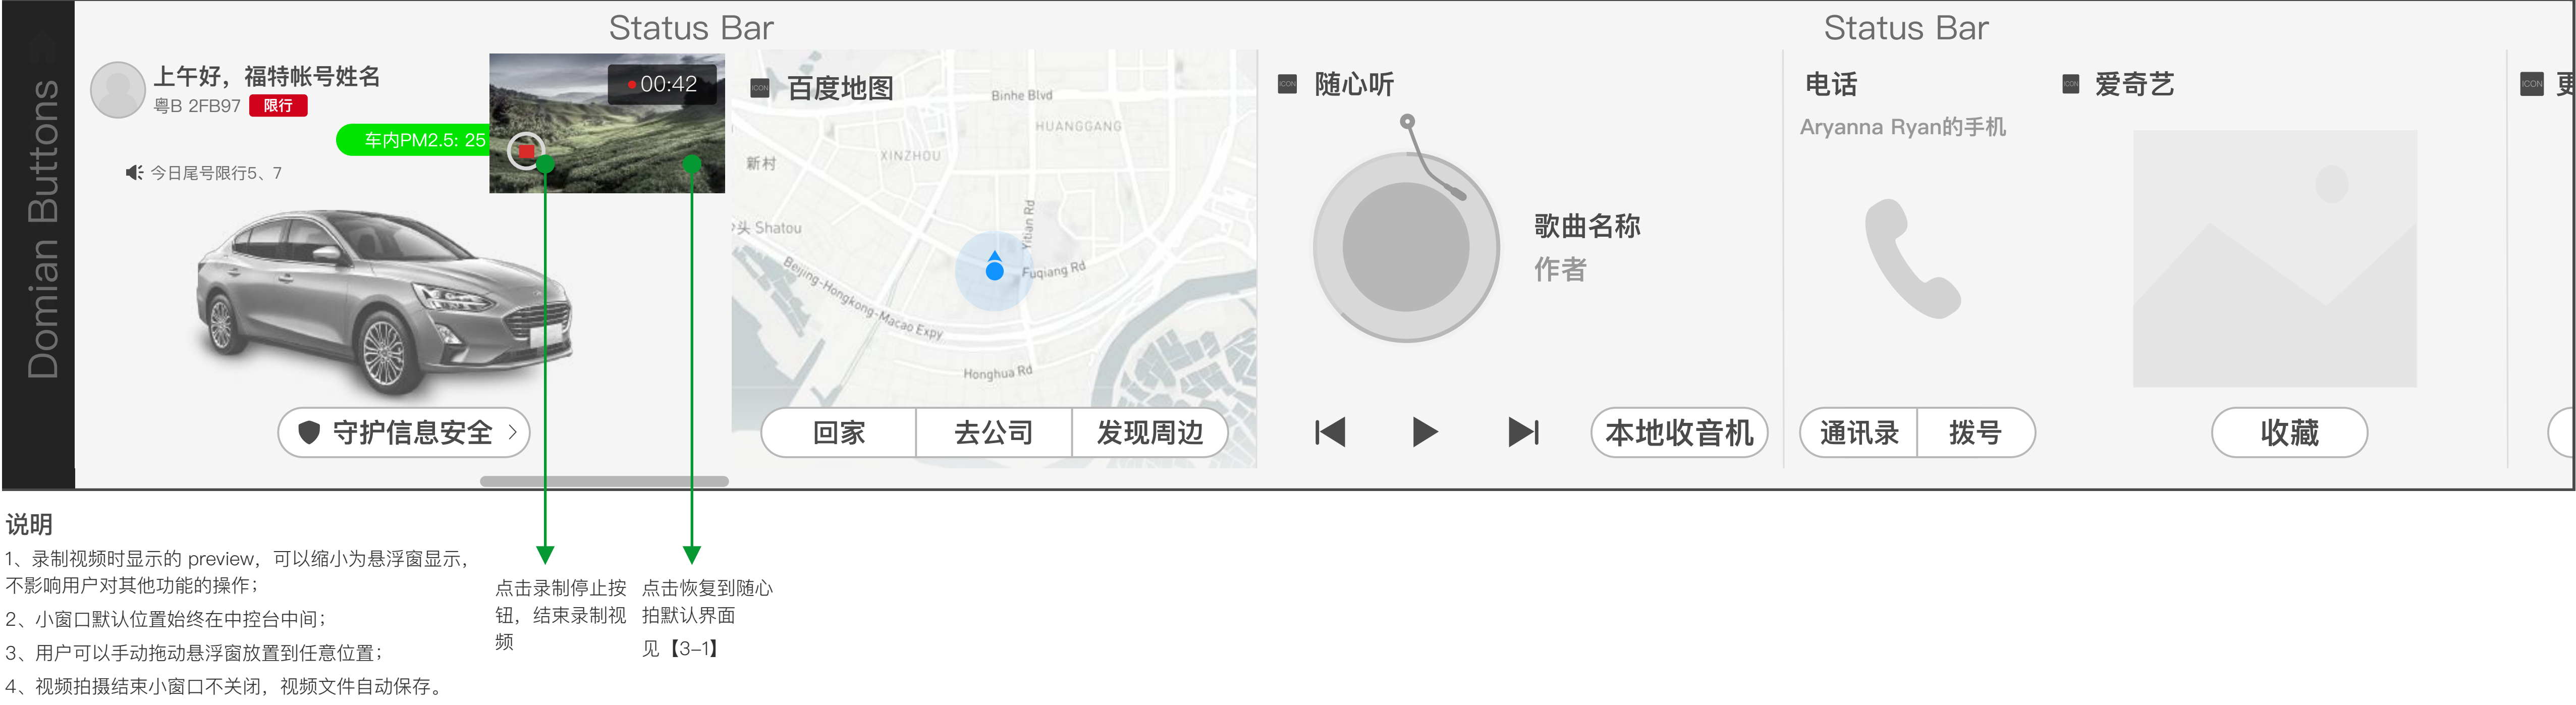 Status Bar
Status Bar
Domian Buttons
上午好，福特帐号姓名
粤B 2FB97
限行
车内PM2.5: 25
今日尾号限行5、7
守护信息安全
00:42
ICON
百度地图
Binhe Blvd
HUANGGANG
XINZHOU
新村
头 Shatou
Yitian Rd
Fuqiang Rd
Beijing-Hongkong-Macao Expy
Honghua Rd
回家
去公司
发现周边
ICON
随心听
歌曲名称
作者
本地收音机
电话
Aryanna Ryan的手机
通讯录
拨号
ICON
爱奇艺
收藏
ICON
说明
1、录制视频时显示的 preview，可以缩小为悬浮窗显示，
不影响用户对其他功能的操作；
2、小窗口默认位置始终在中控台中间；
3、用户可以手动拖动悬浮窗放置到任意位置；
4、视频拍摄结束小窗口不关闭，视频文件自动保存。
点击录制停止按
钮，结束录制视
频
点击恢复到随心
拍默认界面
见【3-1】